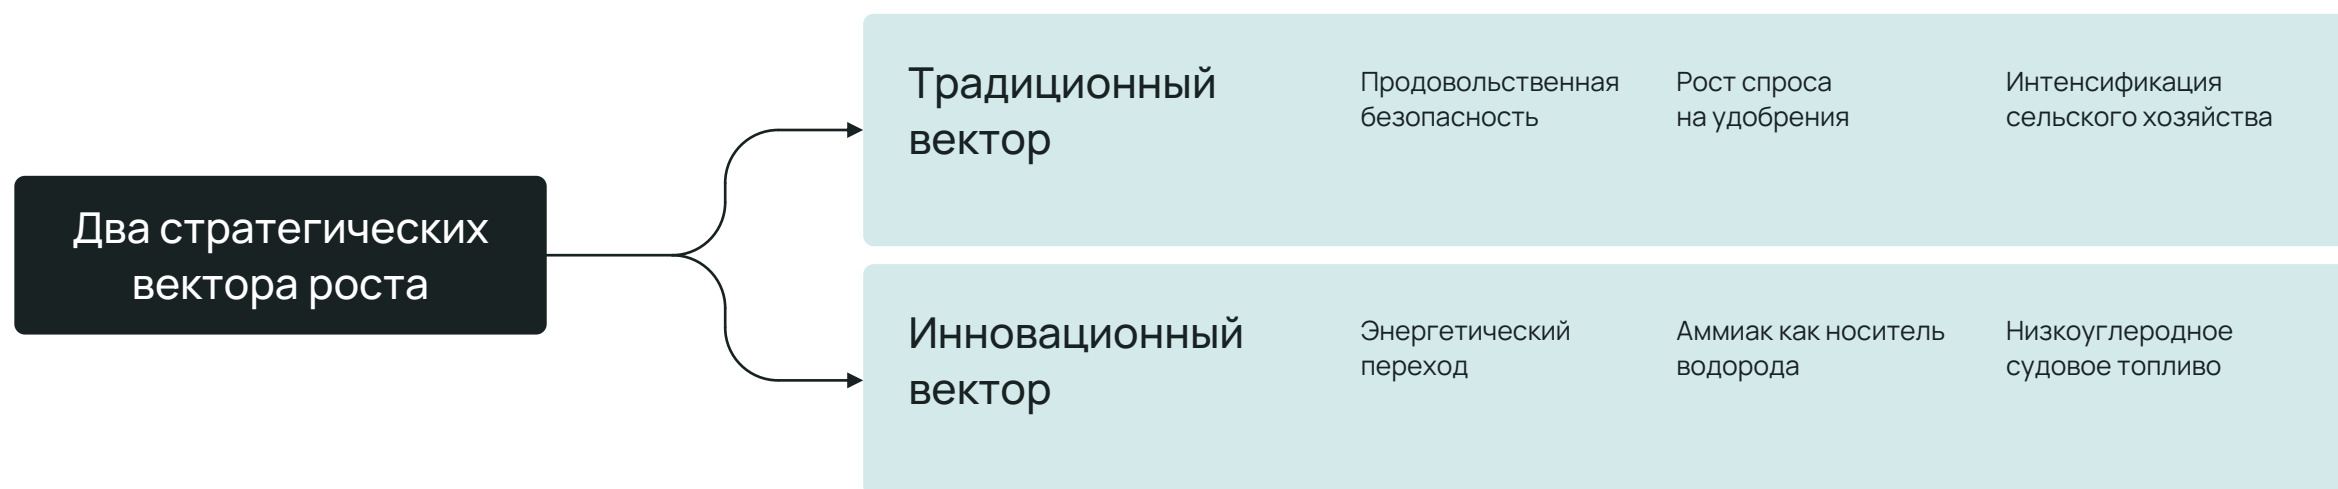 Два стратегических
вектора роста
Традиционный
вектор
Продовольственная
безопасность
Рост спроса
на удобрения
Интенсификация
сельского хозяйства
Инновационный
вектор
Энергетический
переход
Аммиак как носитель
водорода
Низкоуглеродное
судовое топливо